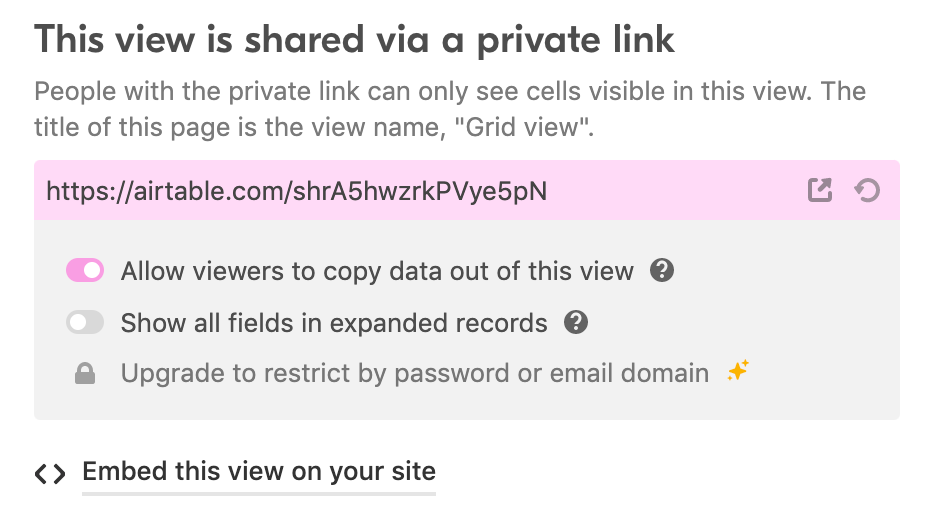 This view is shared via a private link
People with the private link can only see cells visible in this view. The
title of this page is the view name, "Grid view".
https://airtable.com/shrA5hwzrkPVye5pN
Allow viewers to copy data out of this view
Show all fields in expanded records
Upgrade to restrict by password or email domain
Embed this view on your site